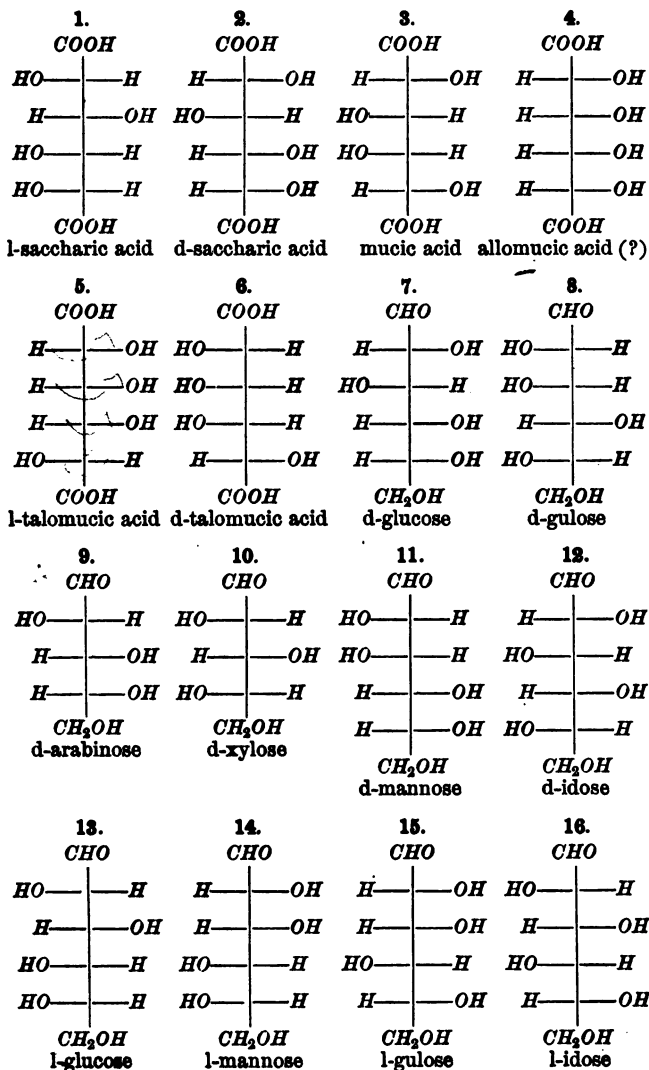 1. 2. 3. 4.
COOH COOH COOH COOH
HO H H OH H OH H OH
H OH HO H HO H H OH
HO H H OH HO H H OH
HO H H OH H OH H OH
COOH COOH COOH COOH
l-saccharic acid d-saccharic acid mucic acid allomucic acid (?)
5. 6. 7. 8.
COOH COOH CHO CHO
H OH HO H H OH HO H
H OH HO H HO H HO H
H OH HO H H OH H OH
HO H H OH H OH HO H
COOH COOH CH2OH CH2OH
l-talomucic acid d-talomucic acid d-glucose d-gulose
9. 10. 11. 12.
CHO CHO CHO CHO
HO H HO H HO H H OH
H OH H OH HO H HO H
H OH HO H H OH H OH
CH2OH CH2OH H OH HO H
d-arabinose d-xylose CH2OH CH2OH
d-mannose d-idose
13. 14. 15. 16.
CHO CHO CHO CHO
HO H H OH H OH HO H
H OH H OH H OH H OH
HO H HO H HO H HO H
HO H HO H H OH H OH
CH2OH CH2OH CH2OH CH2OH
l-glucose l-mannose l-gulose l-idose